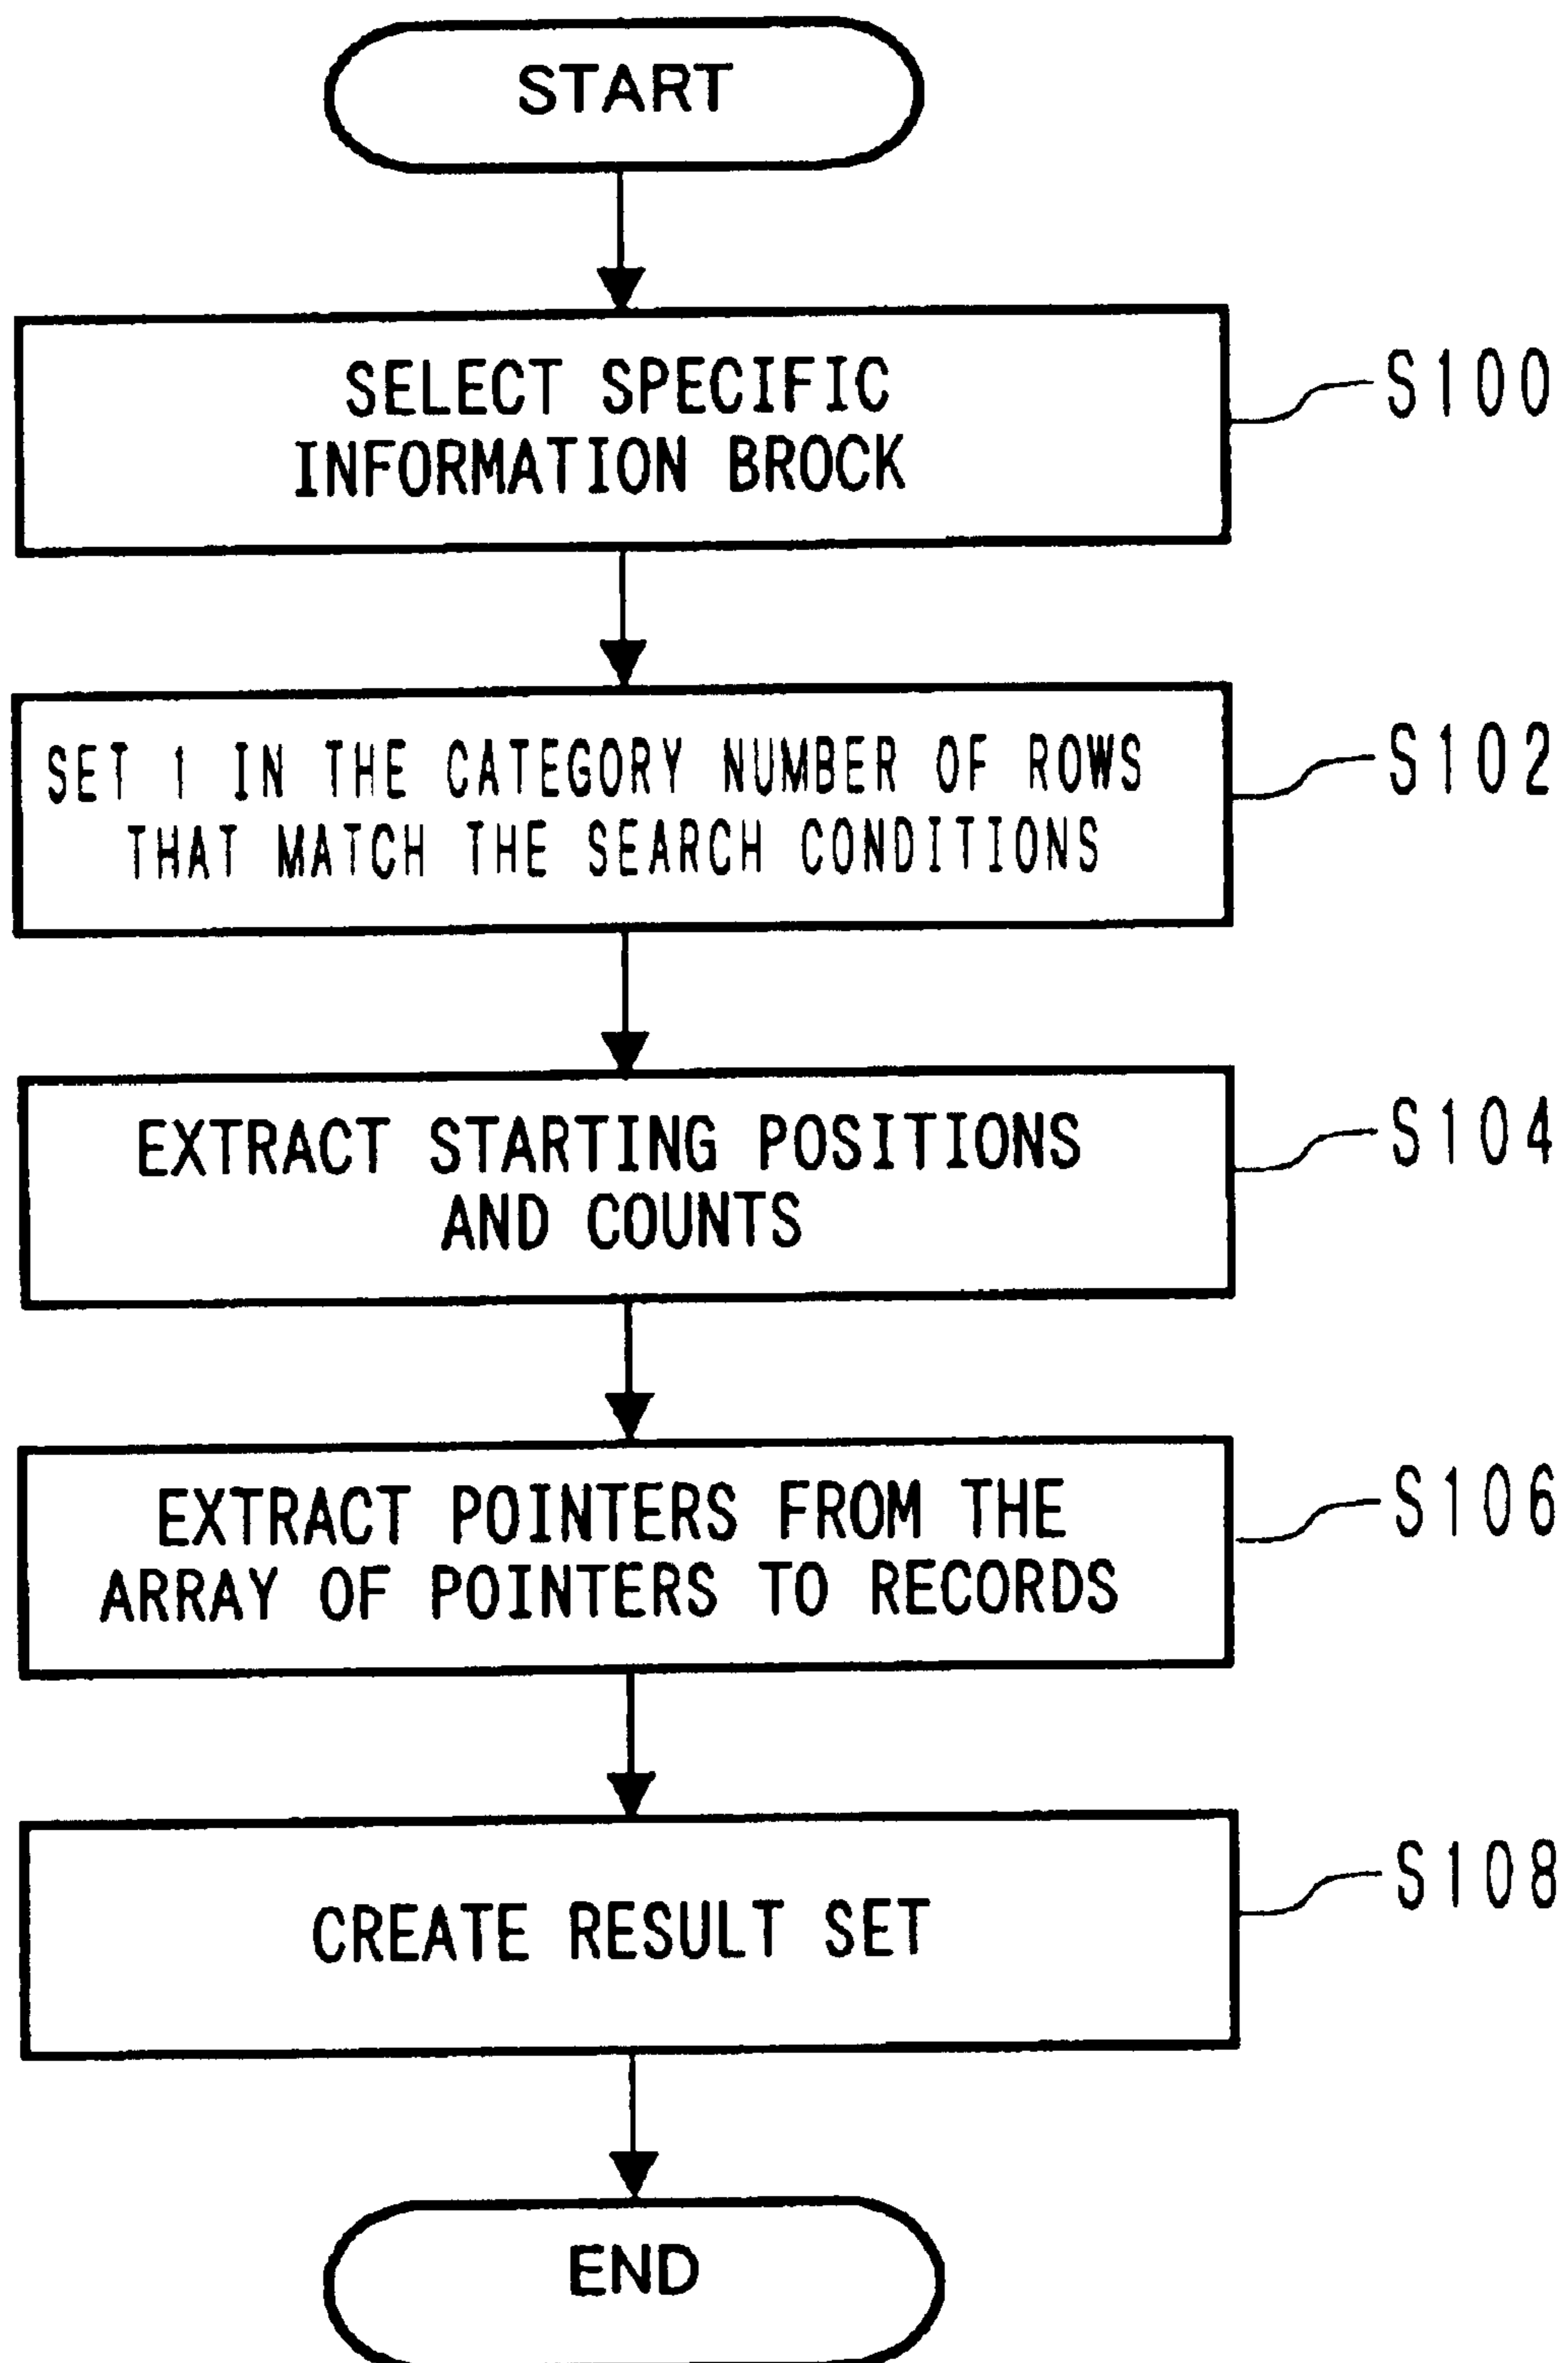 START
SELECT SPECIFIC
INFORMATION BROCK
S100
SET 1 IN THE CATEGORY NUMBER OF ROWS
THAT MATCH THE SEARCH CONDITIONS
S102
EXTRACT STARTING POSITIONS
AND COUNTS
S104
EXTRACT POINTERS FROM THE
ARRAY OF POINTERS TO RECORDS
S106
CREATE RESULT SET
S108
END